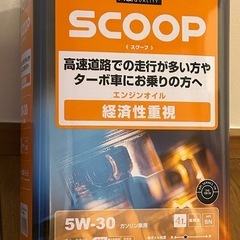 QUALITY
SCOOP
《スクープ》
高速道路での走行が多い方や
ターボ車にお乗りの方へ
エンジンオイル
経済性重視
5W-30
ガソリン車用
4L
SN